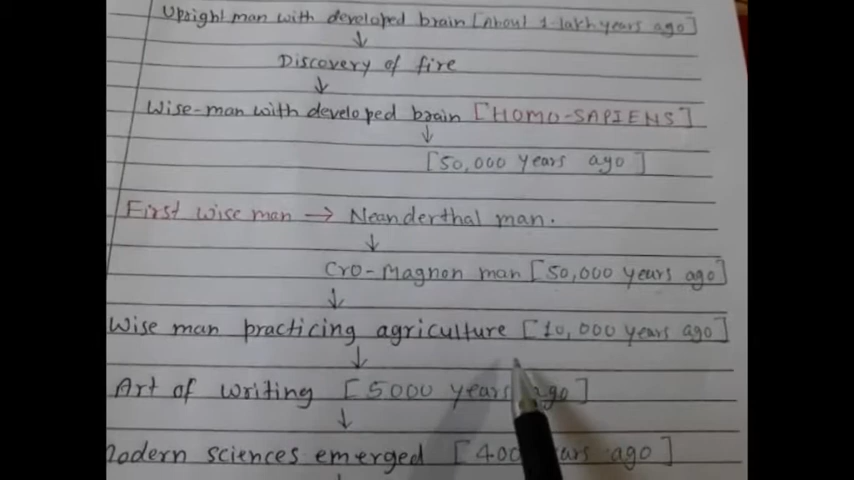 Upright man with developed brain [About 1 lakh years ago]
↓
Discovery of fire
↓
Wise-man with developed brain [HOMO-SAPIENS]
↓
[50,000 years ago]
First wise man → Neanderthal man.
↓
Cro-Magnon man [50,000 years ago]
↓
Wise man practicing agriculture [10,000 years ago]
↓
Art of writing [5000 years ago]
↓
Modern sciences emerged [400 years ago]
↓